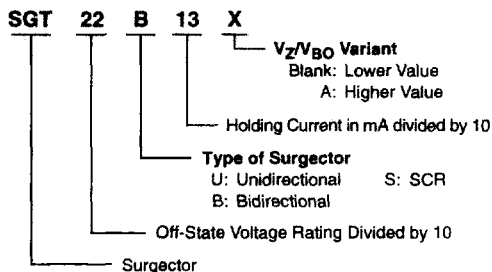 SGT 22 B 13 X
VZ/VBO Variant
Blank: Lower Value
A: Higher Value
Holding Current in mA divided by 10
Type of Surgector
U: Unidirectional S: SCR
B: Bidirectional
Off-State Voltage Rating Divided by 10
Surgector